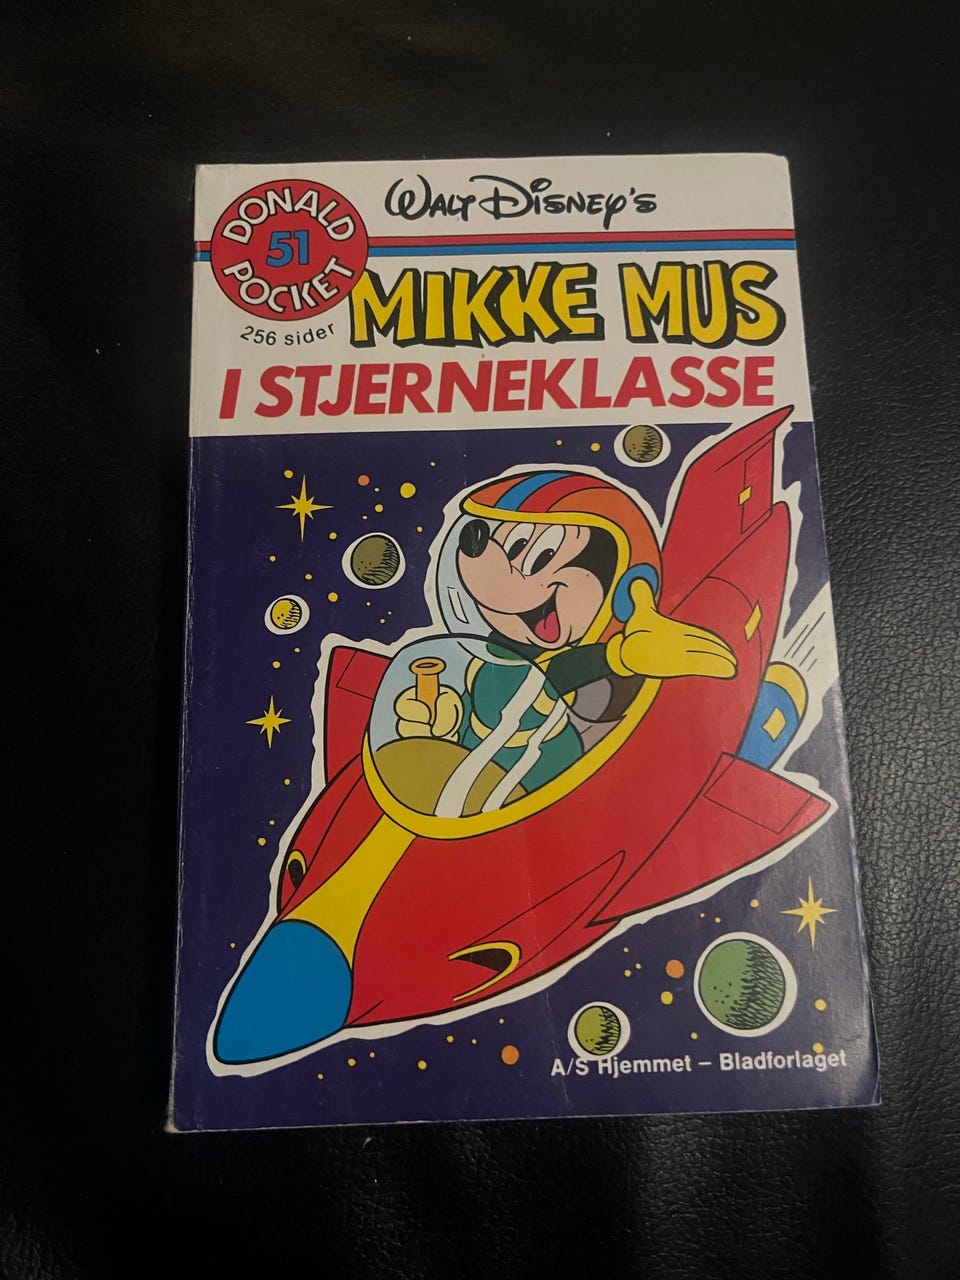 DONALD
51
POCKET
256 sider
WALT DISNEY'S
MIKKE MUS
I STJERNEKLASSE
A/S Hjemmet – Bladforlaget